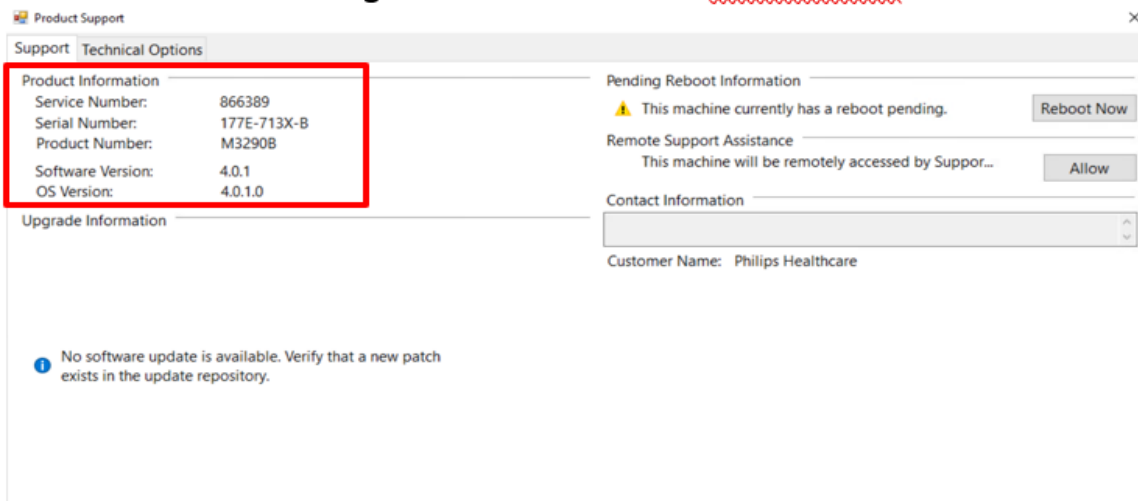 Product Support
Support Technical Options
Product Information
Service Number: 866389
Serial Number: 177E-713X-B
Product Number: M3290B
Software Version: 4.0.1
OS Version: 4.0.1.0
Upgrade Information
No software update is available. Verify that a new patch
exists in the update repository.
Pending Reboot Information
This machine currently has a reboot pending. Reboot Now
Remote Support Assistance
This machine will be remotely accessed by Suppor... Allow
Contact Information
Customer Name: Philips Healthcare